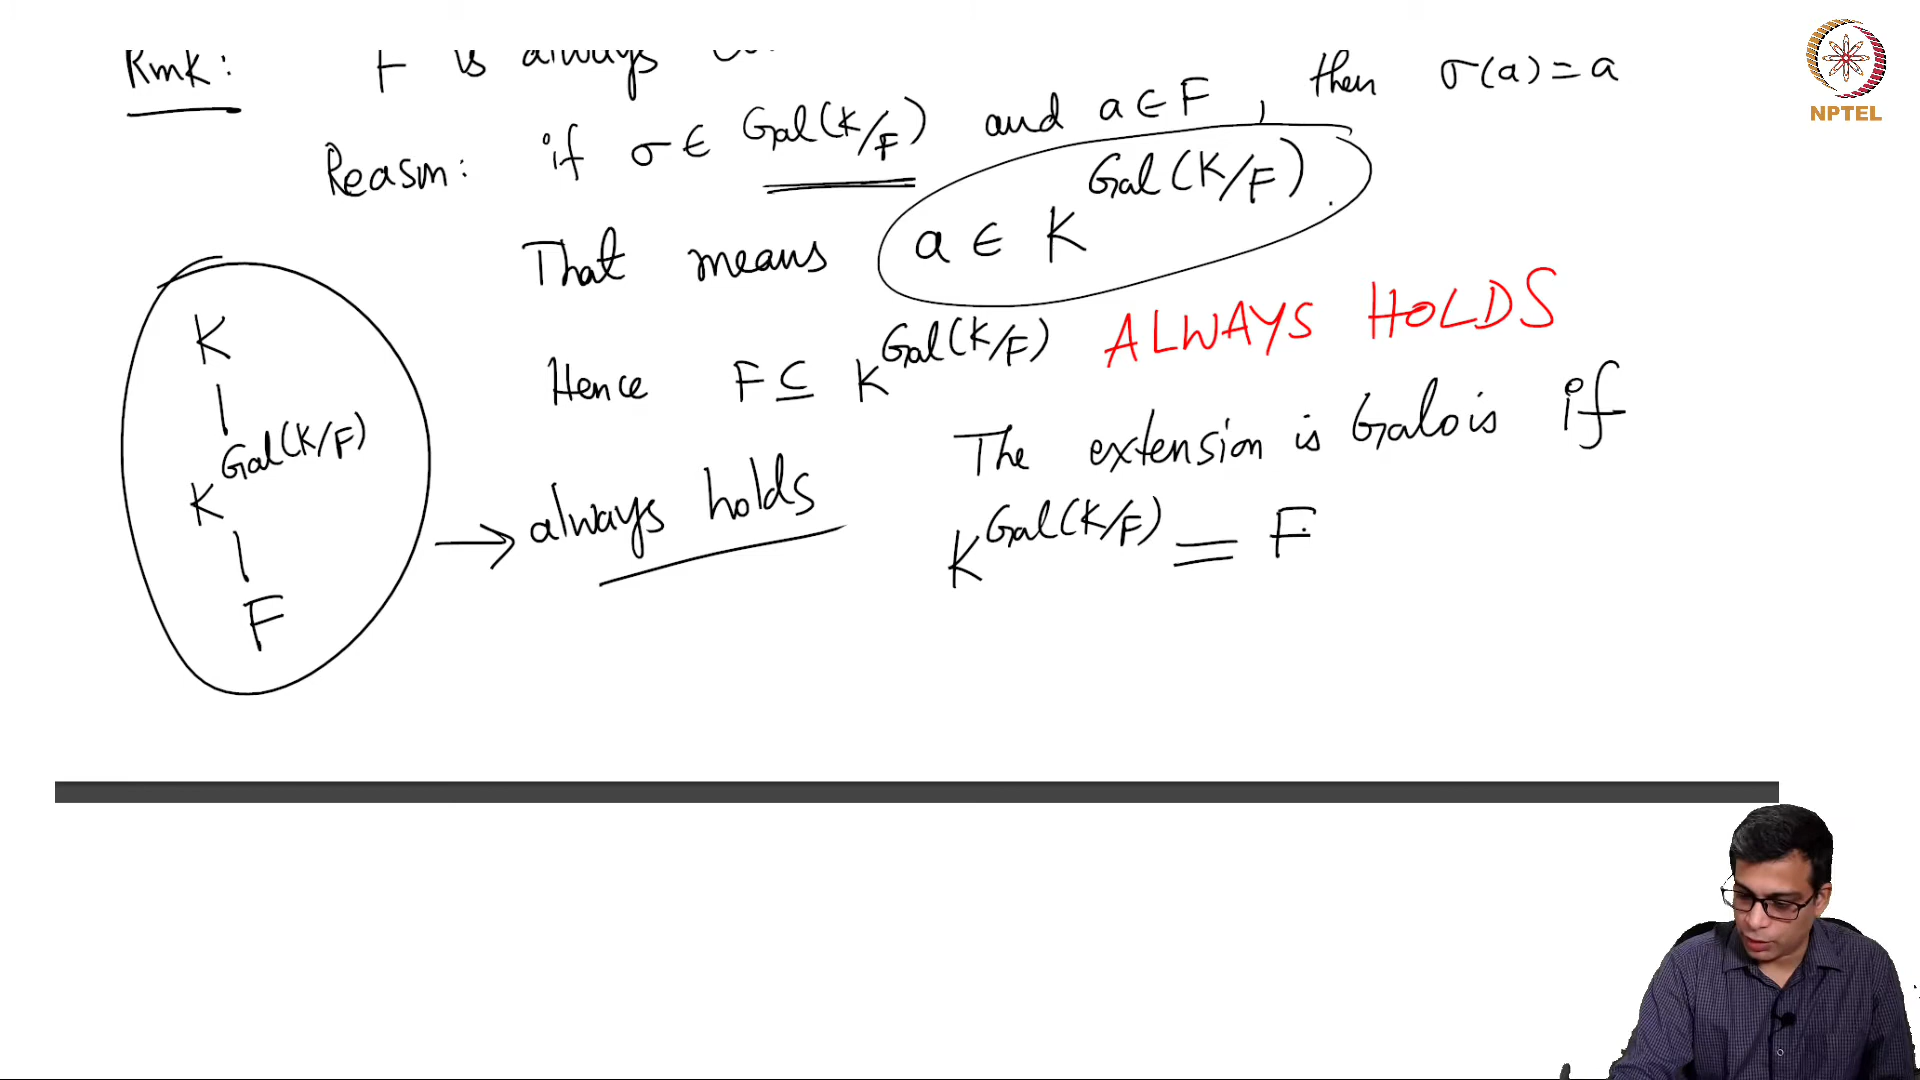 Rmk: F is always
Reason: if σ ∈ Gal(K/F) and a ∈ F, then σ(a) = a
That means a ∈ K^Gal(K/F).
Hence F ⊆ K^Gal(K/F) ALWAYS HOLDS
K
|
K^Gal(K/F)
|
F
→ always holds
The extension is Galois if
K^Gal(K/F) = F
NPTEL